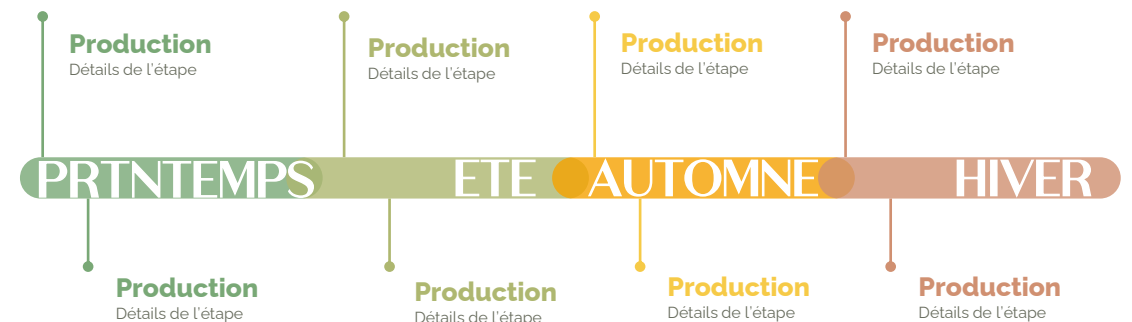 Production
Détails de l'étape
Production
Détails de l'étape
Production
Détails de l'étape
Production
Détails de l'étape
PRTNTEMPS
ETE
AUTOMNE
HIVER
Production
Détails de l'étape
Production
Détails de l'étape
Production
Détails de l'étape
Production
Détails de l'étape